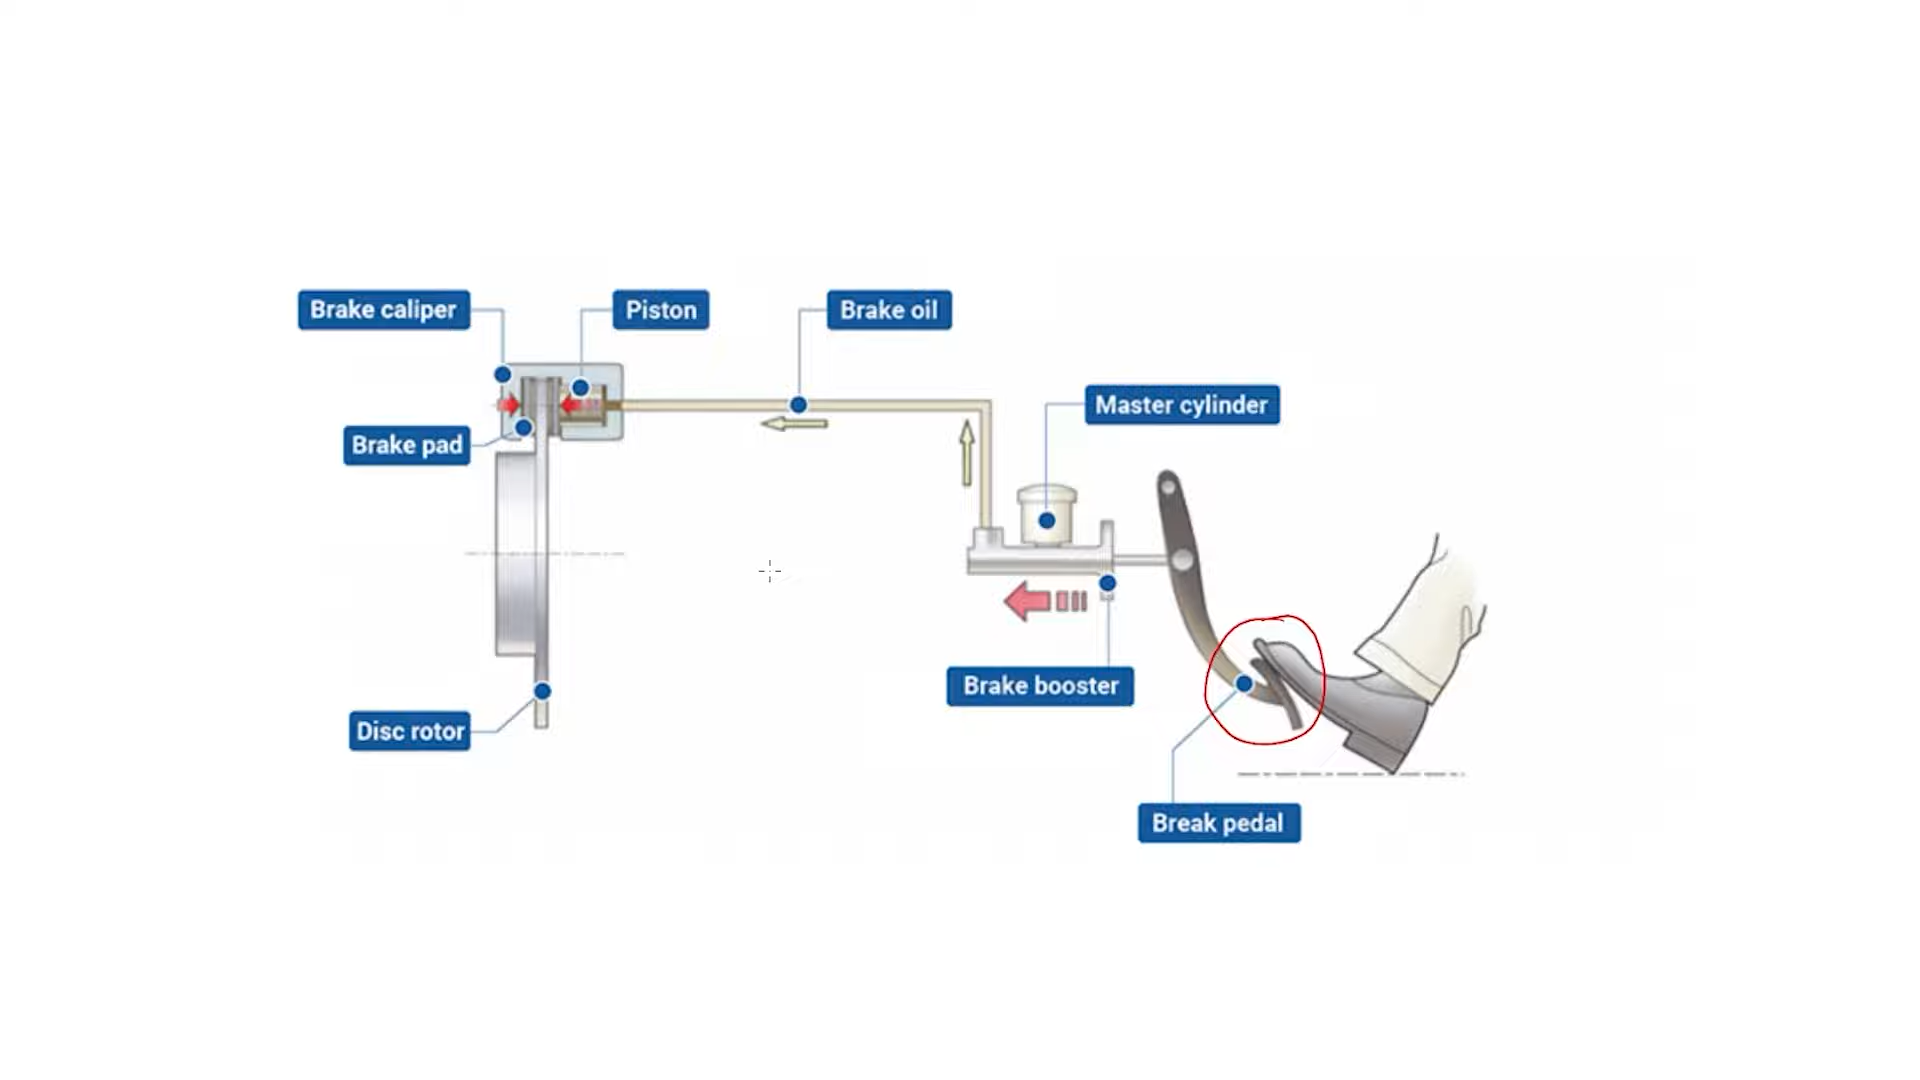 Brake caliper
Piston
Brake oil
Master cylinder
Brake pad
Brake booster
Disc rotor
Break pedal